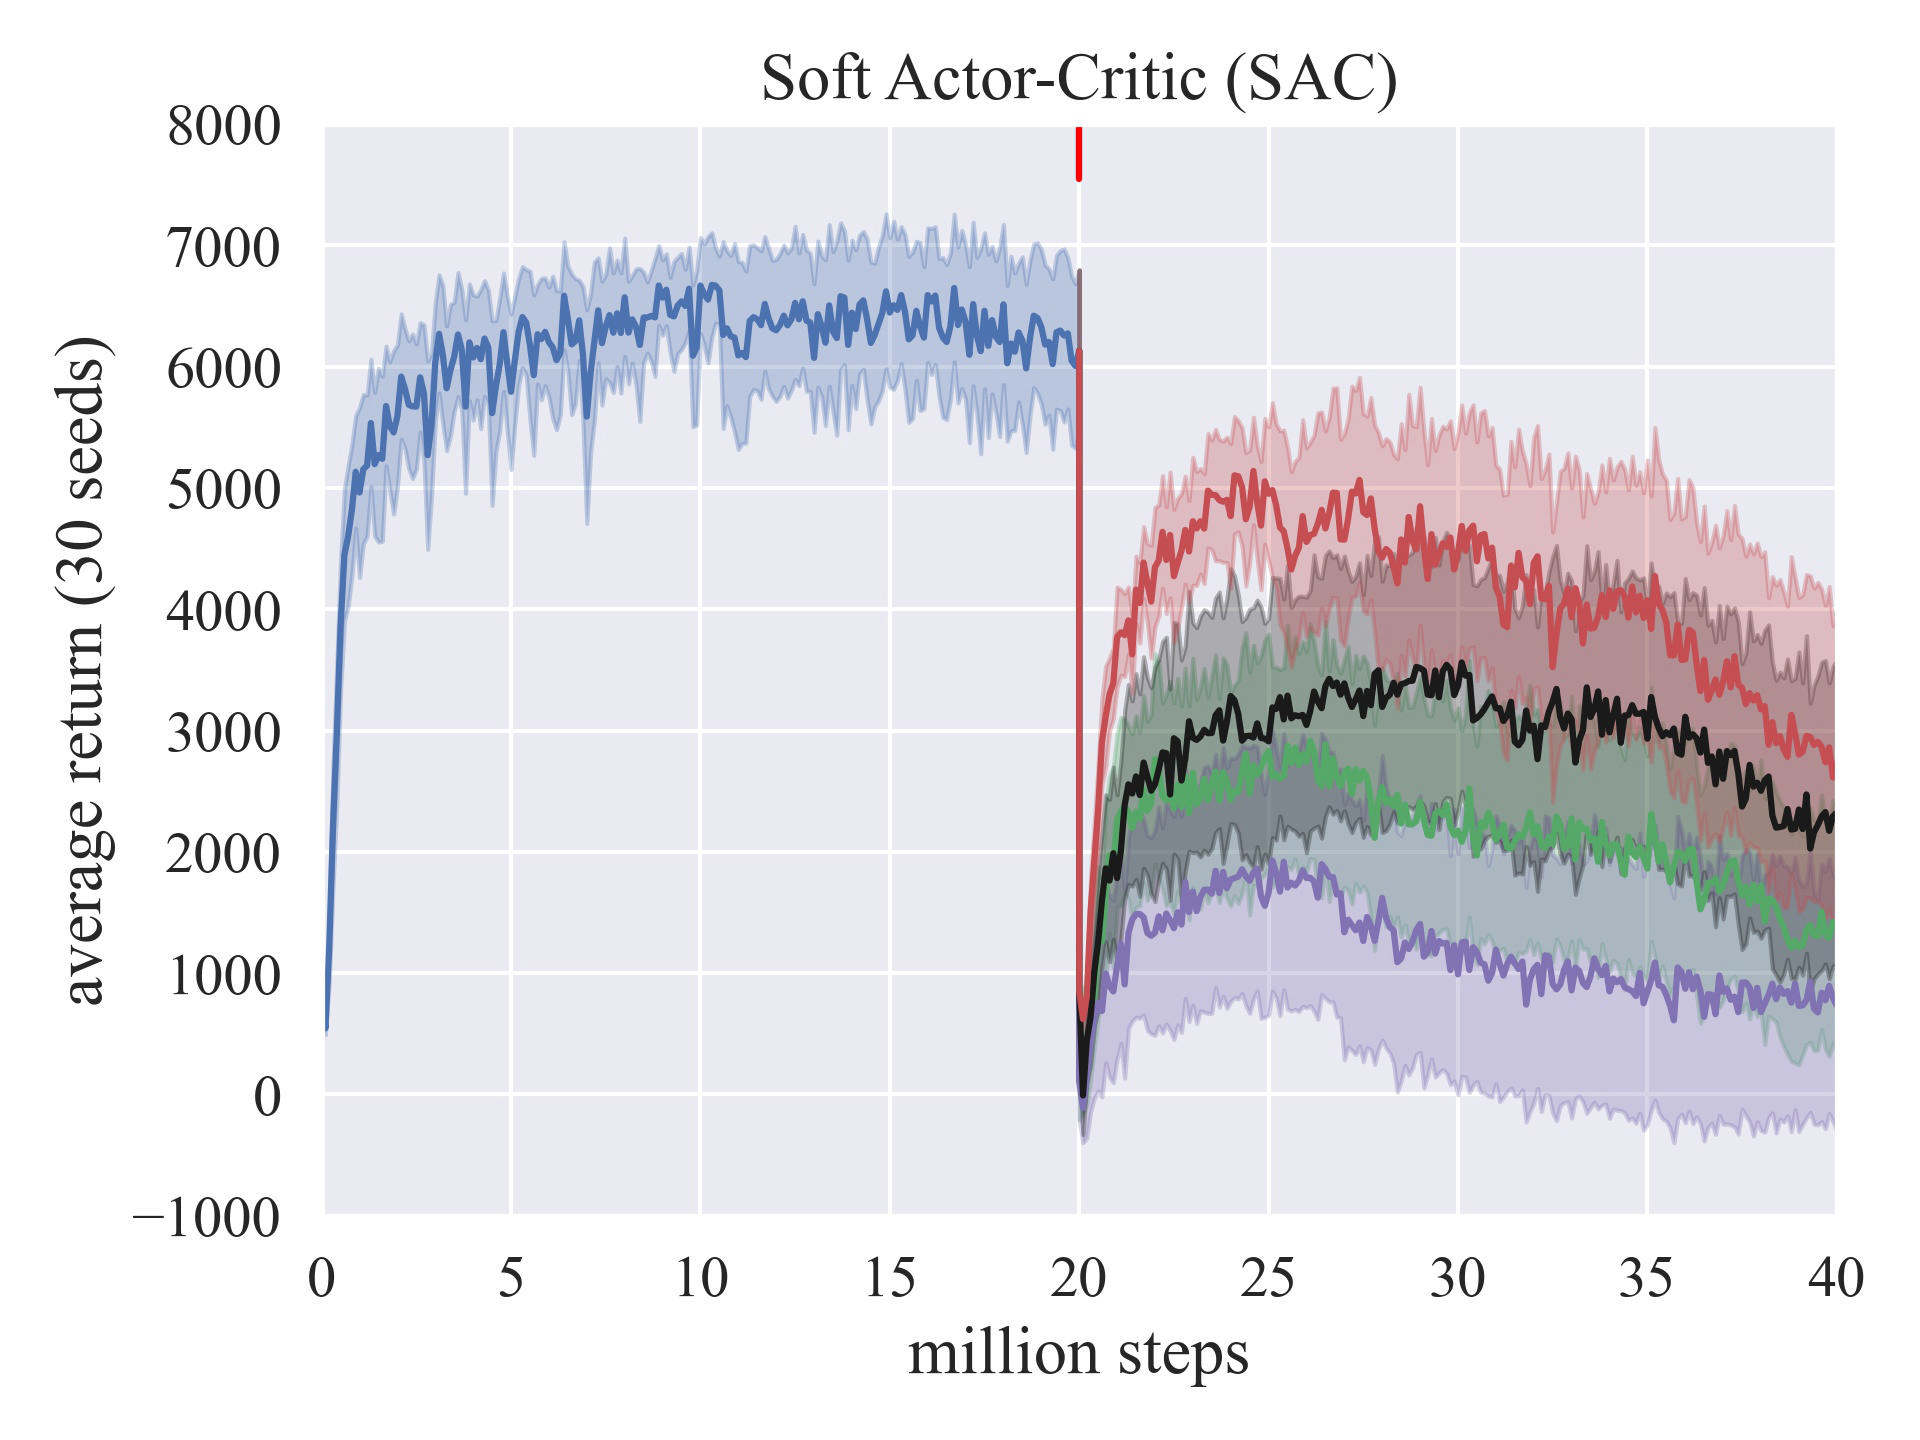 Soft Actor-Critic (SAC)
8000
7000
6000
5000
4000
3000
2000
1000
0
−1000
average return (30 seeds)
0 5 10 15 20 25 30 35 40
million steps